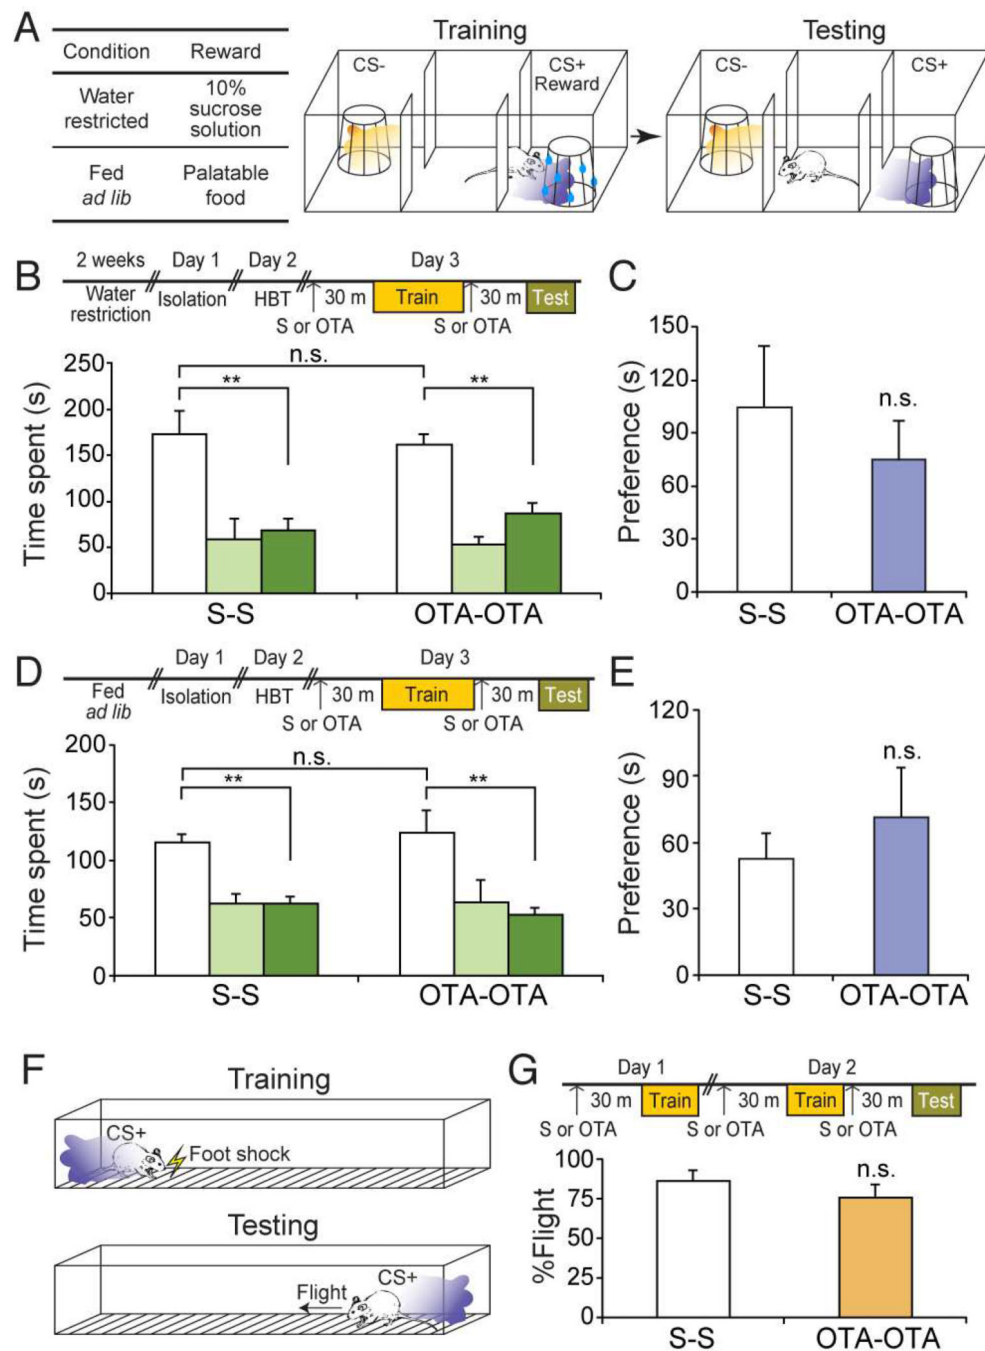 A
Condition Reward
Water restricted 10% sucrose solution
Fed ad lib Palatable food
Training
CS-
CS+
Reward
Testing
CS-
CS+
B
2 weeks Day 1 Day 2 Day 3
Water restriction Isolation HBT 30 m Train 30 m Test
S or OTA S or OTA
Time spent (s)
250
200
150
100
50
0
n.s.
** **
S-S OTA-OTA
C
Preference (s)
150
120
90
60
30
0
n.s.
S-S OTA-OTA
D
Day 1 Day 2 Day 3
Fed ad lib Isolation HBT 30 m Train 30 m Test
S or OTA S or OTA
Time spent (s)
200
150
100
50
0
n.s.
** **
S-S OTA-OTA
E
Preference (s)
120
90
60
30
0
n.s.
S-S OTA-OTA
F
Training
CS+
Foot shock
Testing
CS+
Flight
G
Day 1 Day 2
30 m Train 30 m Train 30 m Test
S or OTA S or OTA S or OTA
%Flight
100
75
50
25
0
n.s.
S-S OTA-OTA